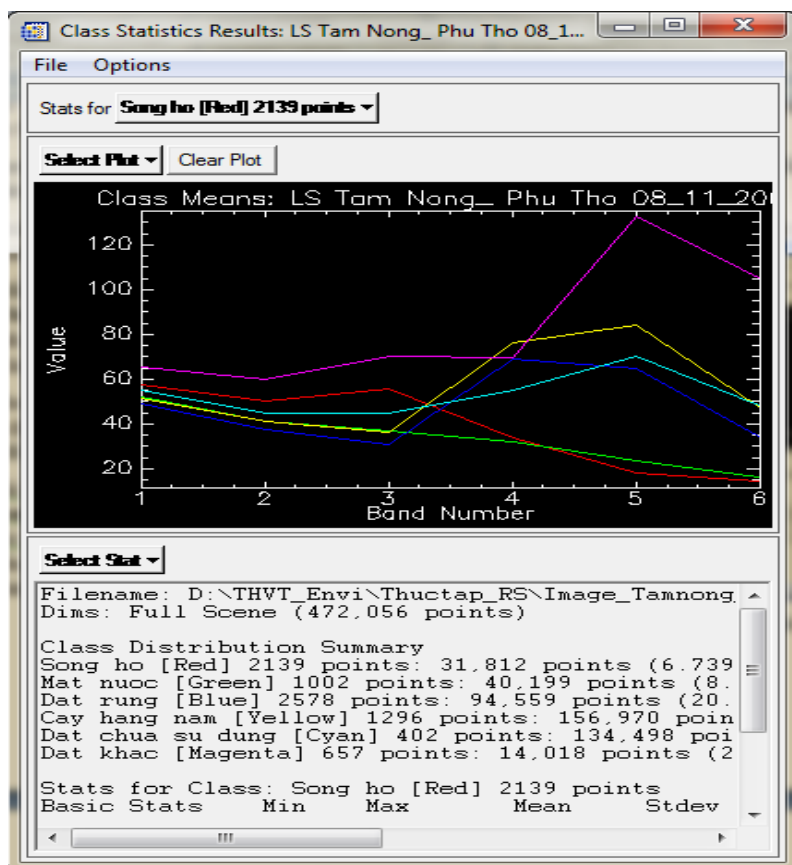 Class Statistics Results: LS Tam Nong_ Phu Tho 08_1...
File Options
Stats for Song ho [Red] 2139 points
Select Plot Clear Plot
Class Means: LS Tam Nong_ Phu Tho 08_11_20
120
100
80
60
40
20
Value
1 2 3 4 5 6
Band Number
Select Stat
Filename: D:\THVT_Envi\Thuctap_RS\Image_Tamnong_
Dims: Full Scene (472,056 points)
Class Distribution Summary
Song ho [Red] 2139 points: 31,812 points (6.739
Mat nuoc [Green] 1002 points: 40,199 points (8.
Dat rung [Blue] 2578 points: 94,559 points (20.
Cay hang nam [Yellow] 1296 points: 156,970 poin
Dat chua su dung [Cyan] 402 points: 134,498 poi
Dat khac [Magenta] 657 points: 14,018 points (2
Stats for Class: Song ho [Red] 2139 points
Basic Stats Min Max Mean Stdev